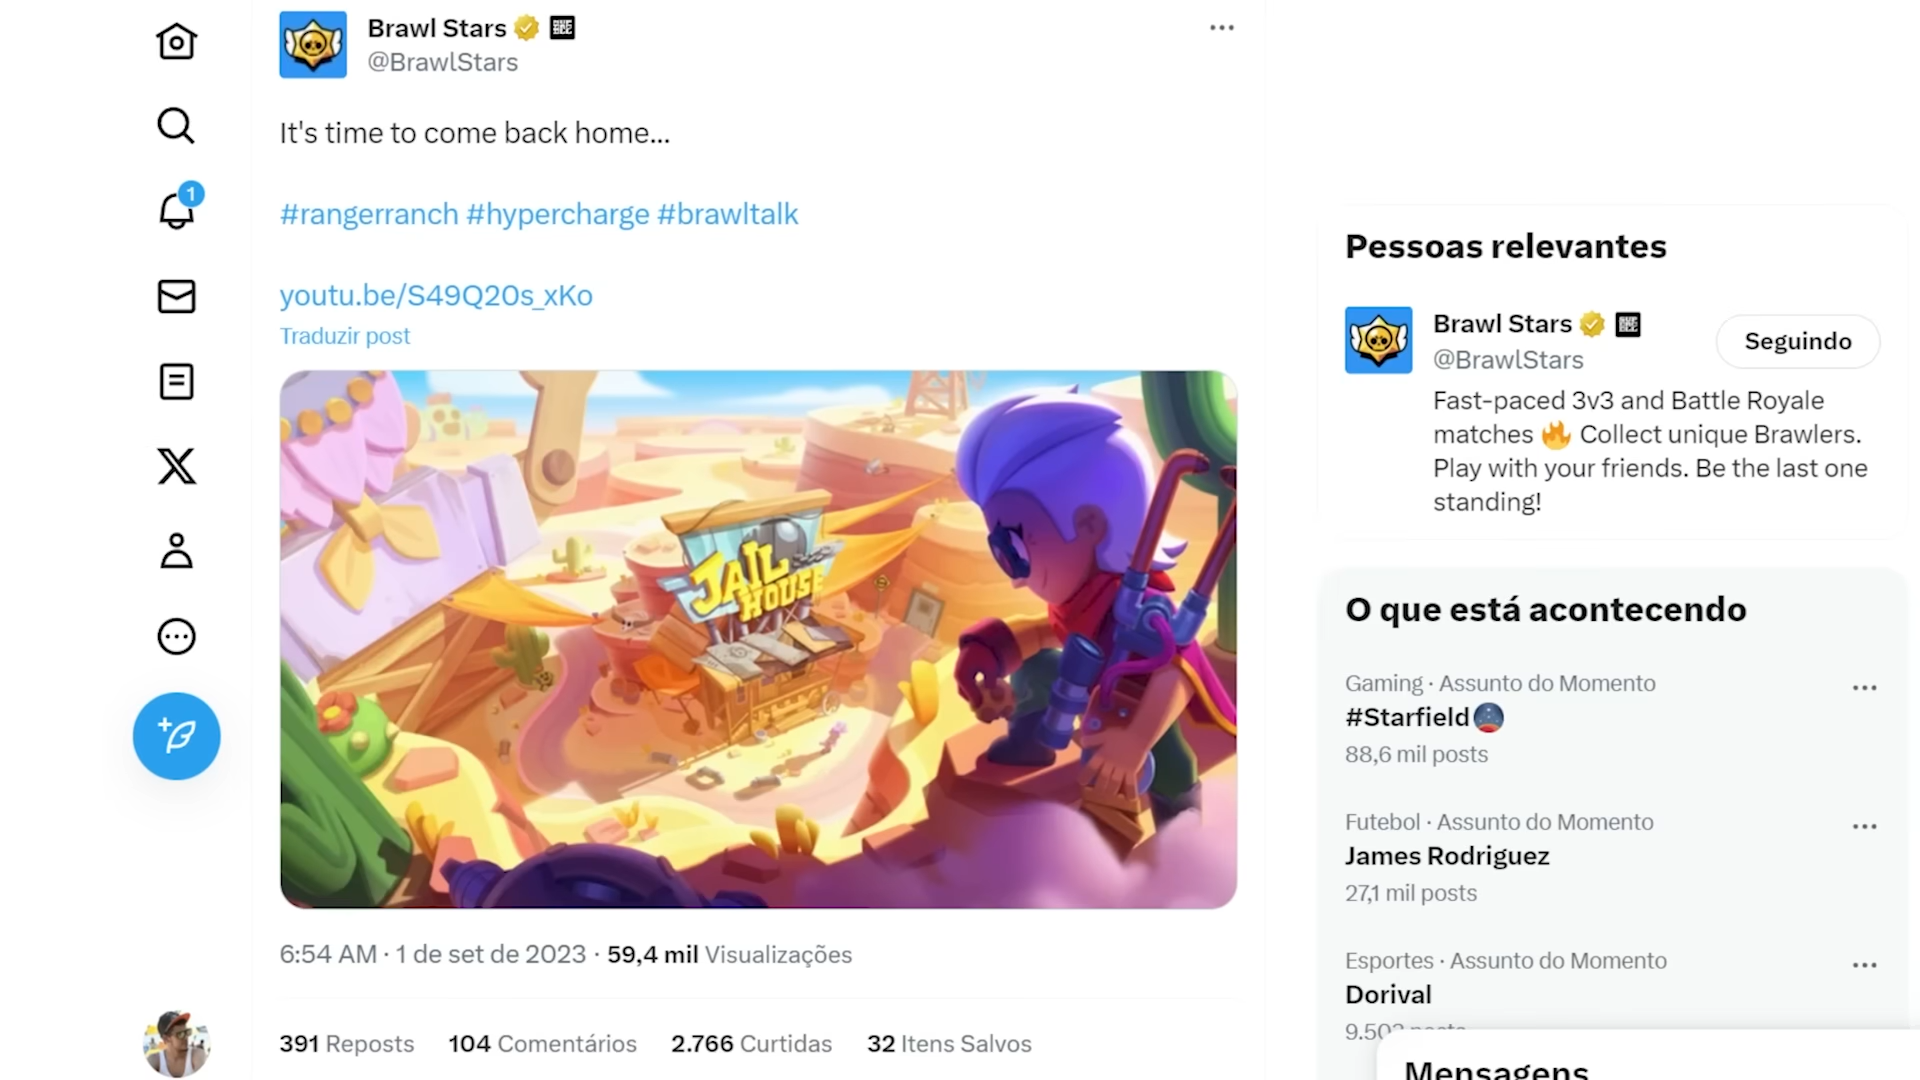 Brawl Stars
@BrawlStars
It's time to come back home...
#rangerranch #hypercharge #brawltalk
youtu.be/S49Q20s_xKo
Traduzir post
JAIL
HOUSE
6:54 AM · 1 de set de 2023 · 59,4 mil Visualizações
391 Reposts 104 Comentários 2.766 Curtidas 32 Itens Salvos
1
Pessoas relevantes
Brawl Stars
@BrawlStars
Seguindo
Fast-paced 3v3 and Battle Royale
matches 🔥 Collect unique Brawlers.
Play with your friends. Be the last one
standing!
O que está acontecendo
Gaming · Assunto do Momento
#Starfield
88,6 mil posts
Futebol · Assunto do Momento
James Rodriguez
27,1 mil posts
Esportes · Assunto do Momento
Dorival
posts
Mensagens